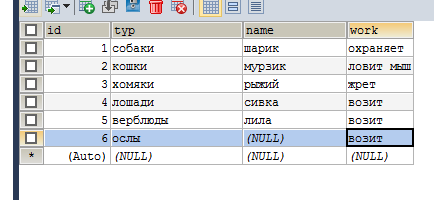 id typ name work
1 собаки шарик охраняет
2 кошки мурзик ловит мыш
3 хомяки рыжий жрет
4 лошади сивка возит
5 верблюды лила возит
6 ослы (NULL) возит
* (Auto) (NULL) (NULL) (NULL)